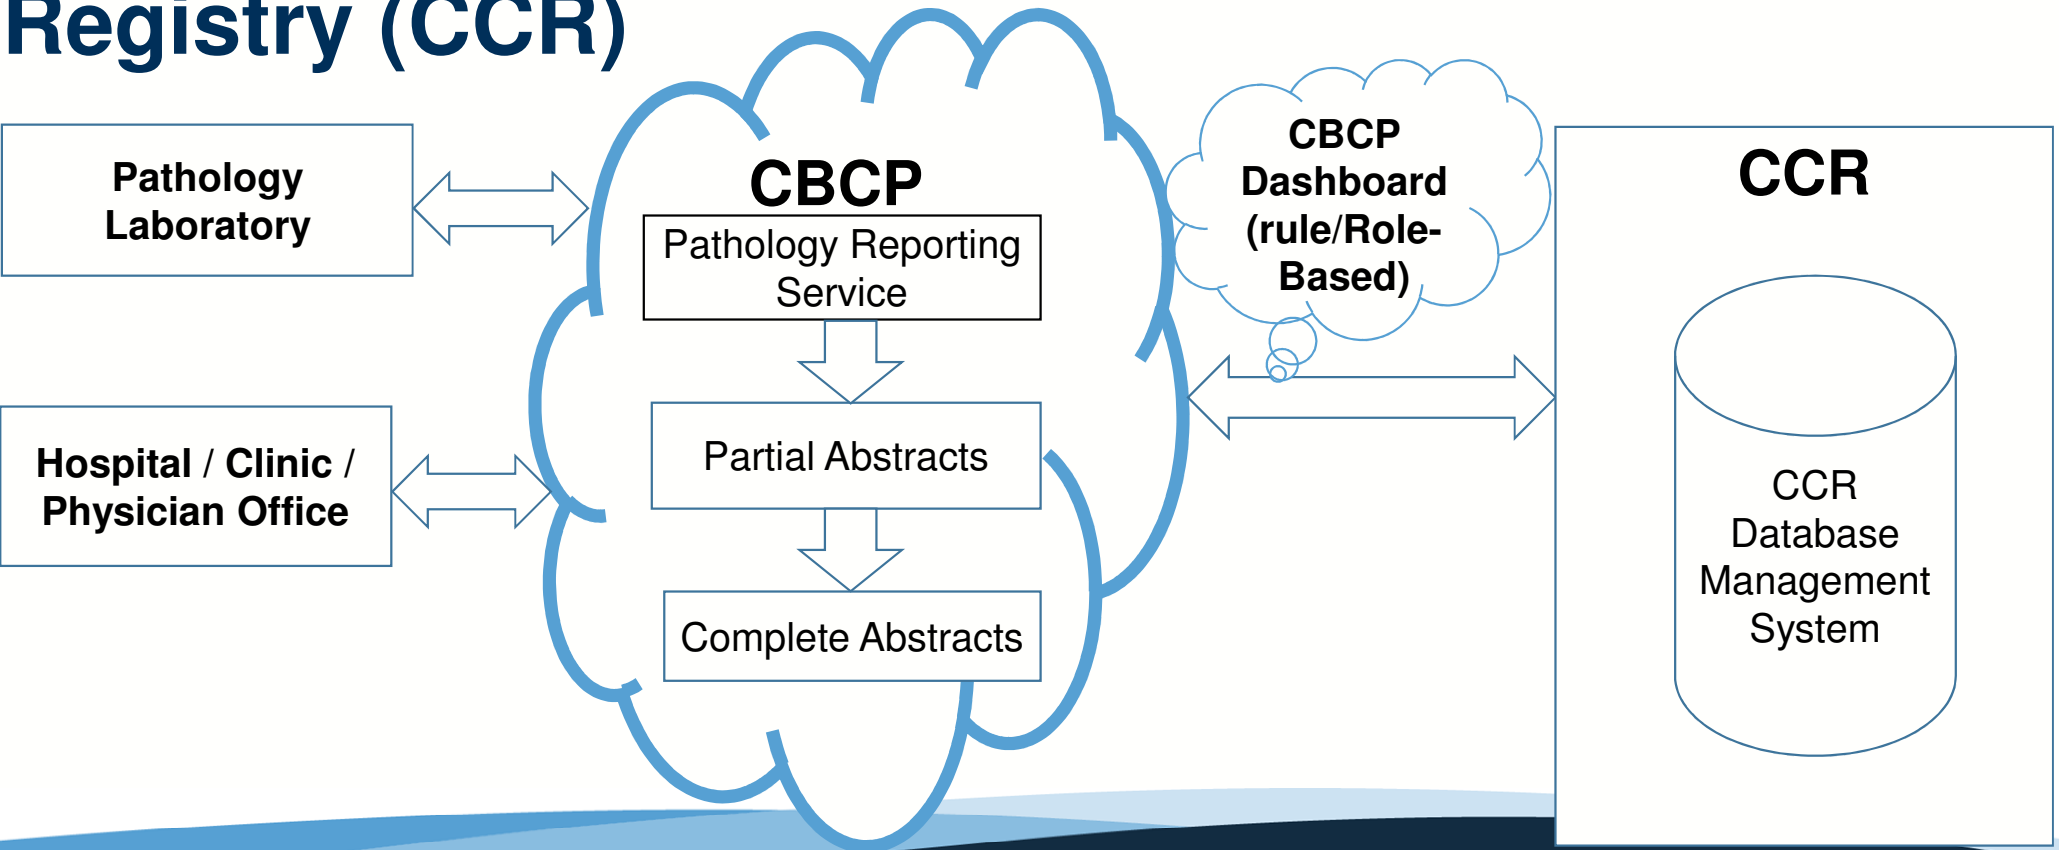 Registry (CCR)
Pathology
Laboratory
Hospital / Clinic /
Physician Office
CBCP
Pathology Reporting
Service
Partial Abstracts
Complete Abstracts
CBCP
Dashboard
(rule/Role-
Based)
CCR
CCR
Database
Management
System